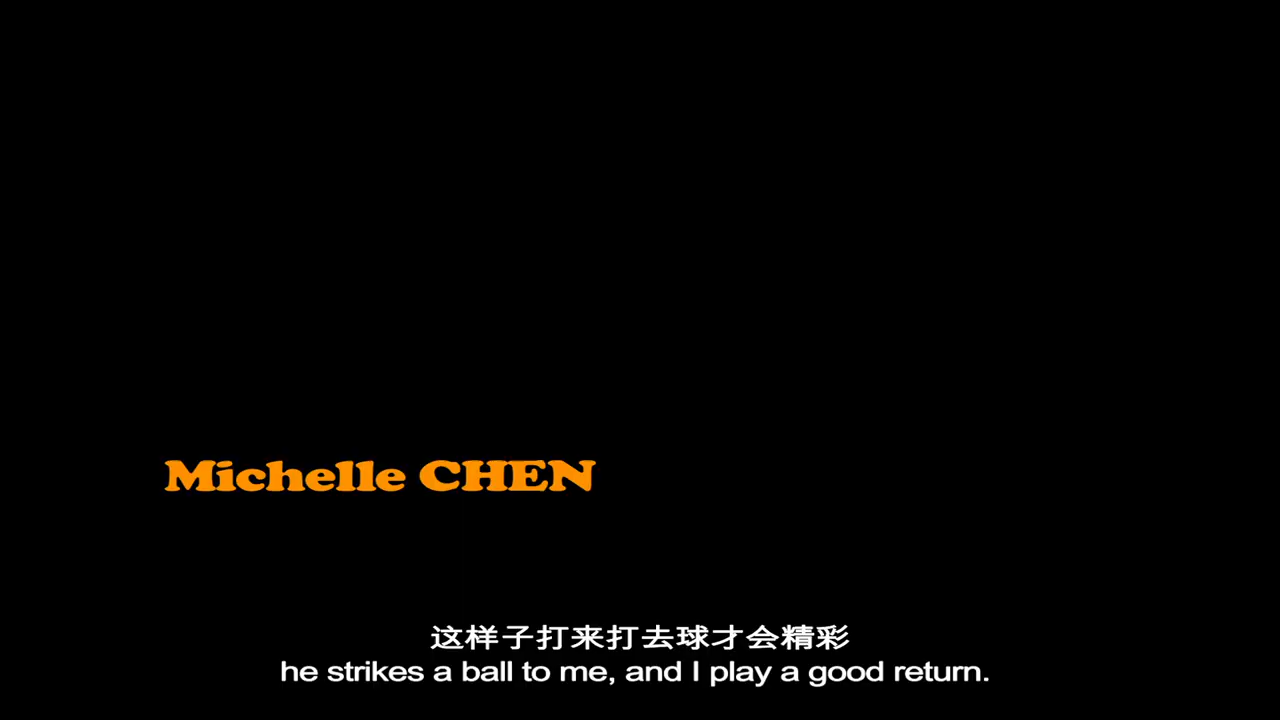 Michelle CHEN
这样子打来打去球才会精彩
he strikes a ball to me, and I play a good return.